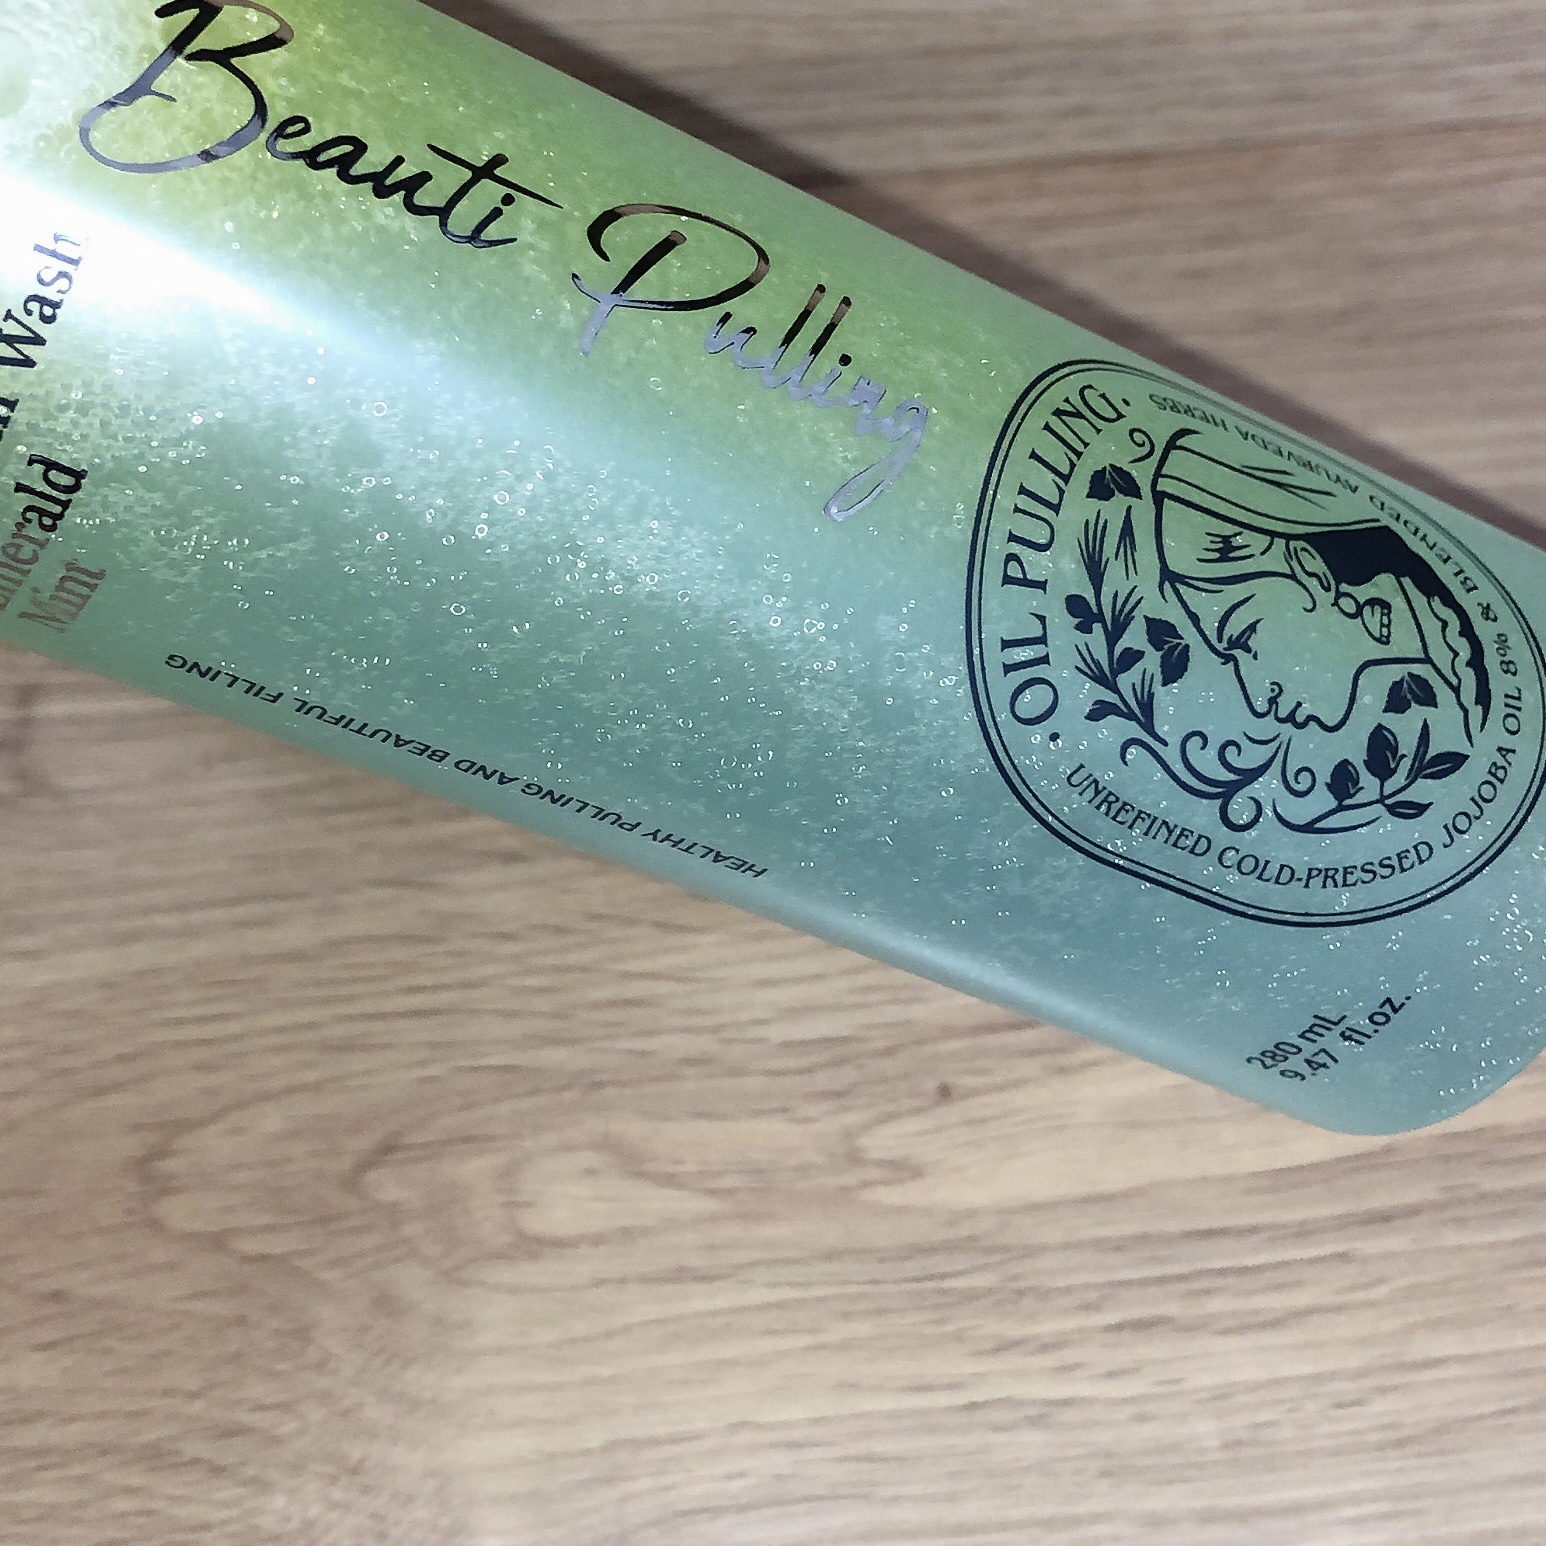 Beauti Pulling
Wash
Emerald
Mint
HEALTHY PULLING AND BEAUTIFUL FILLING
· OIL PULLING ·
UNREFINED COLD-PRESSED JOJOBA OIL 8% & BLENDED AYURVEDA HERBS
280 mL
9.47 fl.oz.